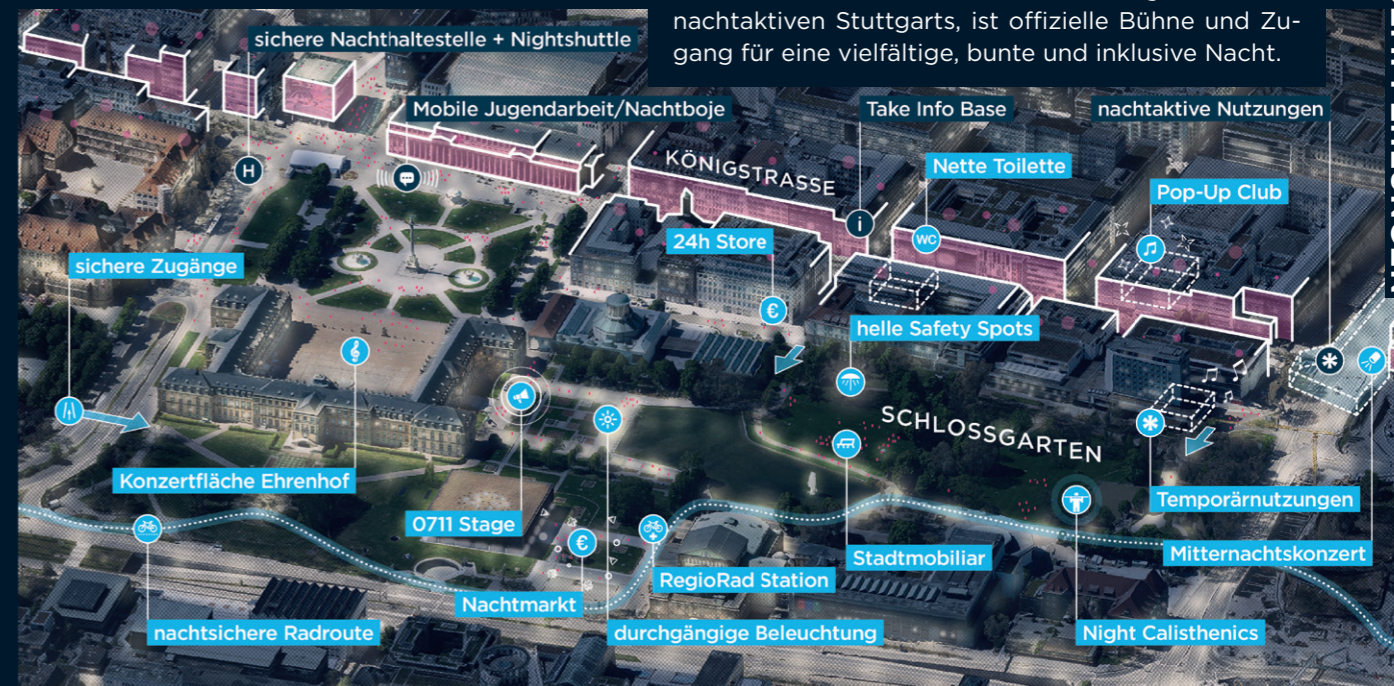 nachtaktiven Stuttgarts, ist offizielle Bühne und Zu-
gang für eine vielfältige, bunte und inklusive Nacht.
sichere Nachthaltestelle + Nightshuttle
Mobile Jugendarbeit/Nachtboje
Take Info Base
nachtaktive Nutzungen
KÖNIGSTRASSE
Nette Toilette
Pop-Up Club
H
i
WC
24h Store
sichere Zugänge
€
helle Safety Spots
SCHLOSSGARTEN
Konzertfläche Ehrenhof
0711 Stage
Temporärnutzungen
€
Stadtmobiliar
Mitternachtskonzert
RegioRad Station
Nachtmarkt
nachtsichere Radroute
durchgängige Beleuchtung
Night Calisthenics